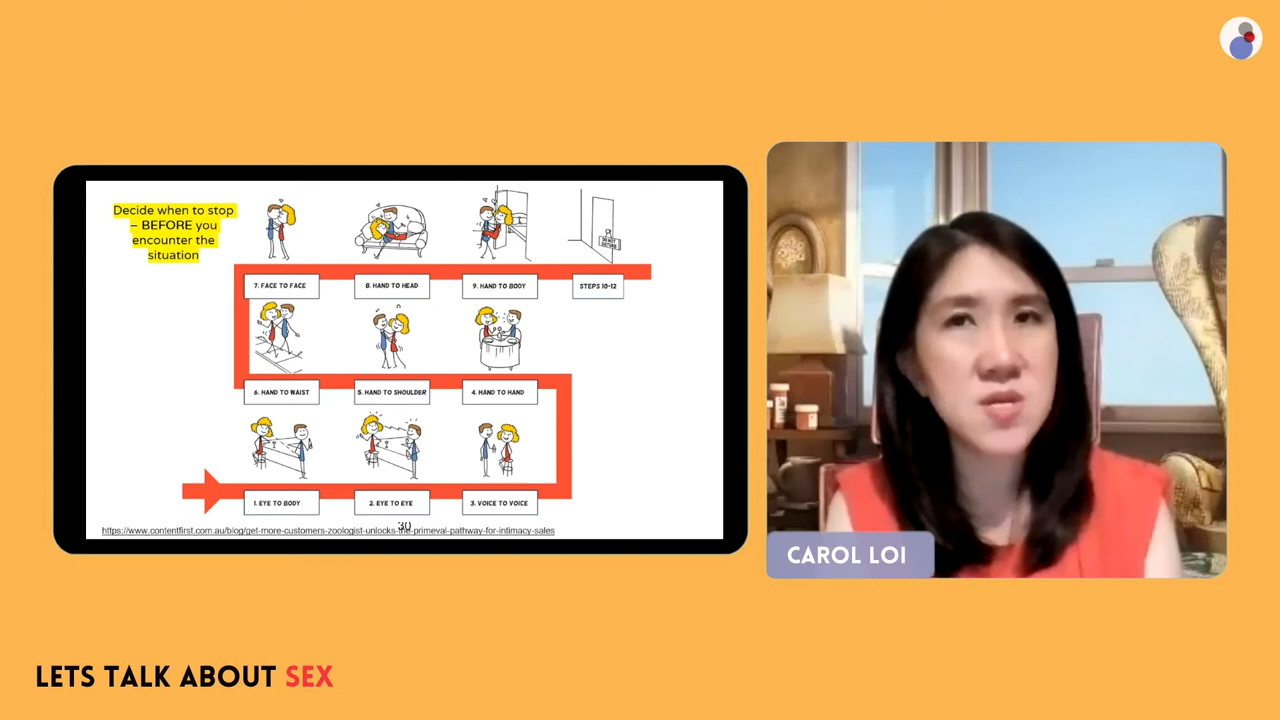 Decide when to stop
– BEFORE you
encounter the
situation
7. FACE TO FACE
8. HAND TO HEAD
9. HAND TO BODY
STEPS 10-12
6. HAND TO WAIST
5. HAND TO SHOULDER
4. HAND TO HAND
1. EYE TO BODY
2. EYE TO EYE
3. VOICE TO VOICE
30
https://www.contentfirst.com.au/blog/get-more-customers-zoologist-unlocks-the-primeval-pathway-for-intimacy-sales
CAROL LOI
LETS TALK ABOUT SEX